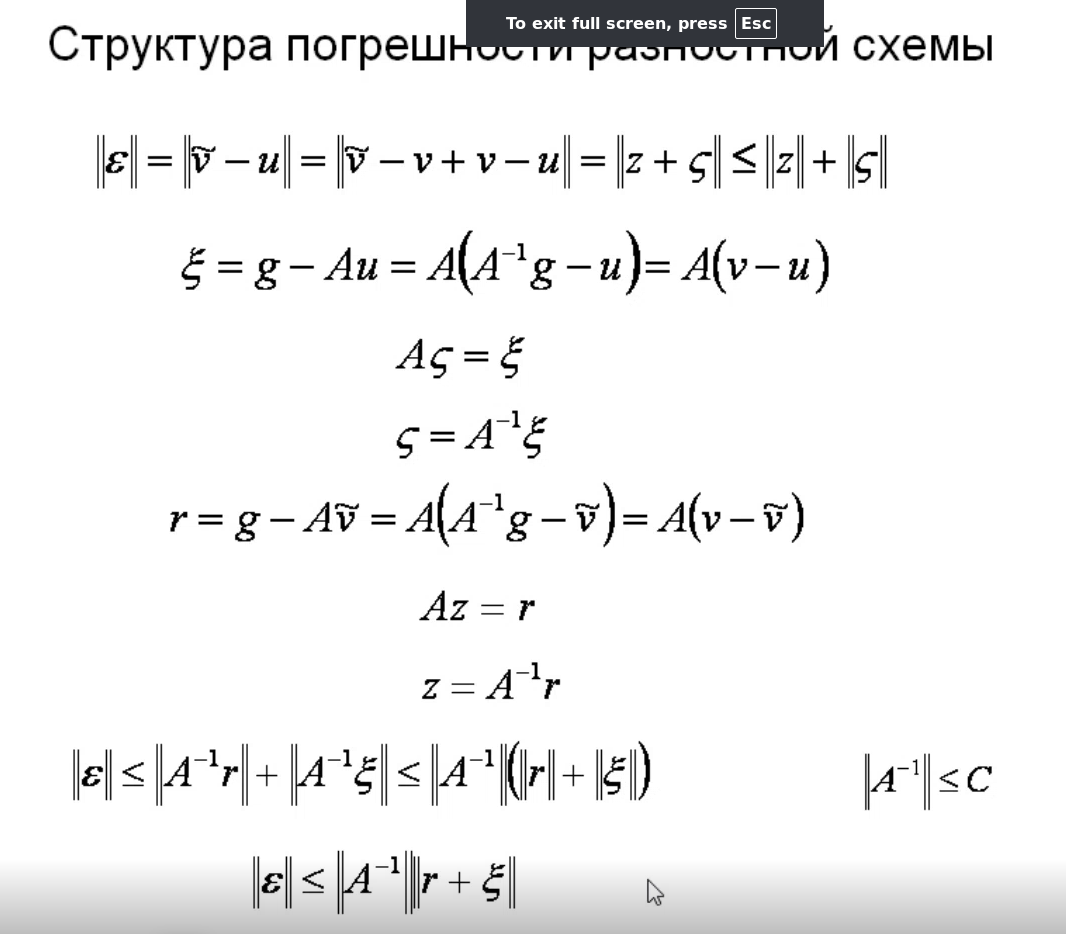 To exit full screen, press Esc
Структура погрешности разностной схемы
‖ε‖ = ‖ṽ − u‖ = ‖ṽ − v + v − u‖ = ‖z + ς‖ ≤ ‖z‖ + ‖ς‖
ξ = g − Au = A(A⁻¹g − u) = A(v − u)
Aς = ξ
ς = A⁻¹ξ
r = g − Aṽ = A(A⁻¹g − ṽ) = A(v − ṽ)
Az = r
z = A⁻¹r
‖ε‖ ≤ ‖A⁻¹r‖ + ‖A⁻¹ξ‖ ≤ ‖A⁻¹‖(‖r‖ + ‖ξ‖) ‖A⁻¹‖ ≤ C
‖ε‖ ≤ ‖A⁻¹‖‖r + ξ‖